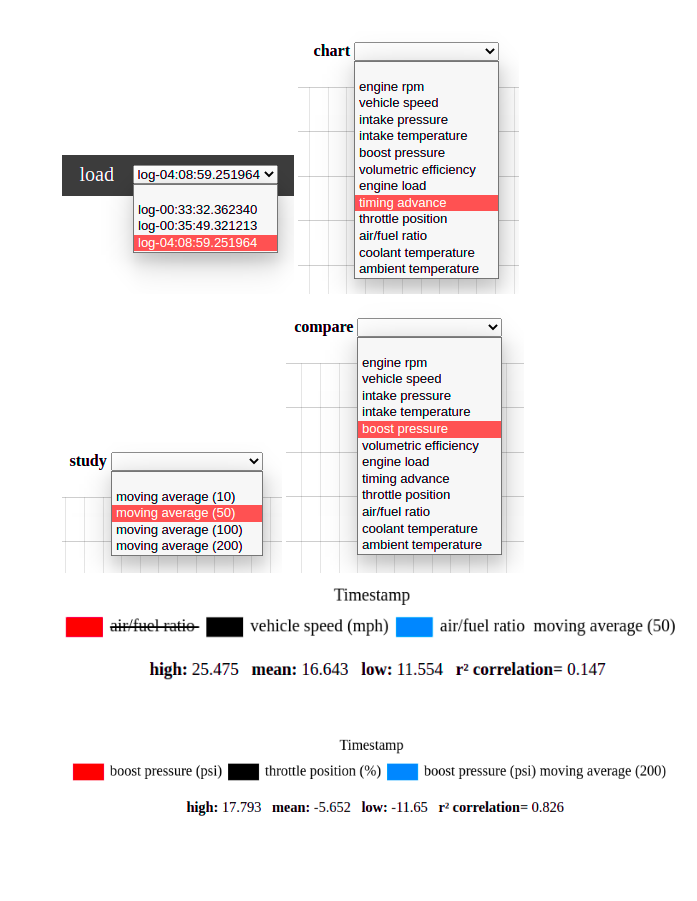 chart
engine rpm
vehicle speed
intake pressure
intake temperature
boost pressure
volumetric efficiency
engine load
timing advance
throttle position
air/fuel ratio
coolant temperature
ambient temperature
load log-04:08:59.251964
log-00:33:32.362340
log-00:35:49.321213
log-04:08:59.251964
compare
engine rpm
vehicle speed
intake pressure
intake temperature
boost pressure
volumetric efficiency
engine load
timing advance
throttle position
air/fuel ratio
coolant temperature
ambient temperature
study
moving average (10)
moving average (50)
moving average (100)
moving average (200)
Timestamp
air/fuel ratio vehicle speed (mph) air/fuel ratio moving average (50)
high: 25.475 mean: 16.643 low: 11.554 r² correlation= 0.147
Timestamp
boost pressure (psi) throttle position (%) boost pressure (psi) moving average (200)
high: 17.793 mean: -5.652 low: -11.65 r² correlation= 0.826